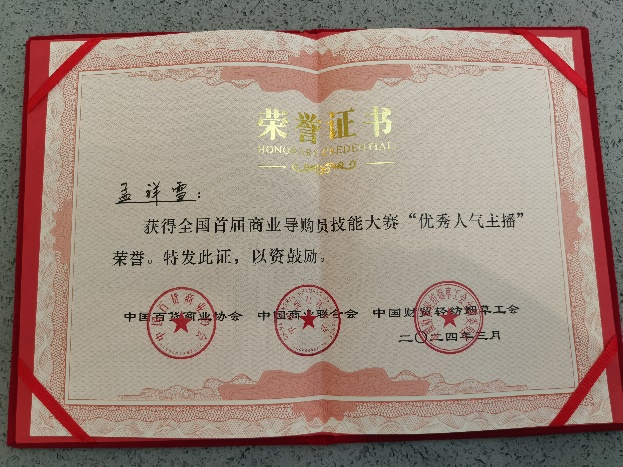 荣誉证书
HONORARY CREDENTIAL
孟祥雪：
获得全国首届商业导购员技能大赛“优秀人气主播”
荣誉。特发此证，以资鼓励。
中国百货商业协会 中国商业联合会 中国财贸轻纺烟草工会
二〇二四年三月